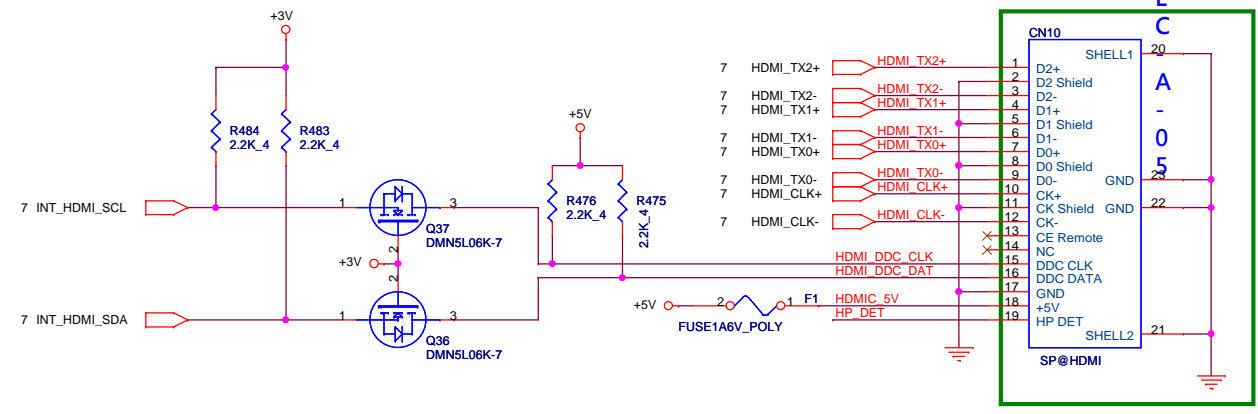 +3V
R484
2.2K_4
R483
2.2K_4
7 INT_HDMI_SCL
1
3
Q37
DMN5L06K-7
2
+3V
2
7 INT_HDMI_SDA
1
3
Q36
DMN5L06K-7
+5V
R476
2.2K_4
R475
2.2K_4
HDMI_DDC_CLK
HDMI_DDC_DAT
+5V
2
1
F1
FUSE1A6V_POLY
HDMIC_5V
HP_DET
7 HDMI_TX2+ HDMI_TX2+
7 HDMI_TX2- HDMI_TX2-
7 HDMI_TX1+ HDMI_TX1+
7 HDMI_TX1- HDMI_TX1-
7 HDMI_TX0+ HDMI_TX0+
7 HDMI_TX0- HDMI_TX0-
7 HDMI_CLK+ HDMI_CLK+
7 HDMI_CLK- HDMI_CLK-
CN10
1 D2+
2 D2 Shield
3 D2-
4 D1+
5 D1 Shield
6 D1-
7 D0+
8 D0 Shield
9 D0-
10 CK+
11 CK Shield
12 CK-
13 CE Remote
14 NC
15 DDC CLK
16 DDC DATA
17 GND
18 +5V
19 HP DET
SHELL1 20
GND 23
GND 22
SHELL2 21
SP@HDMI
C
A
-
0
5